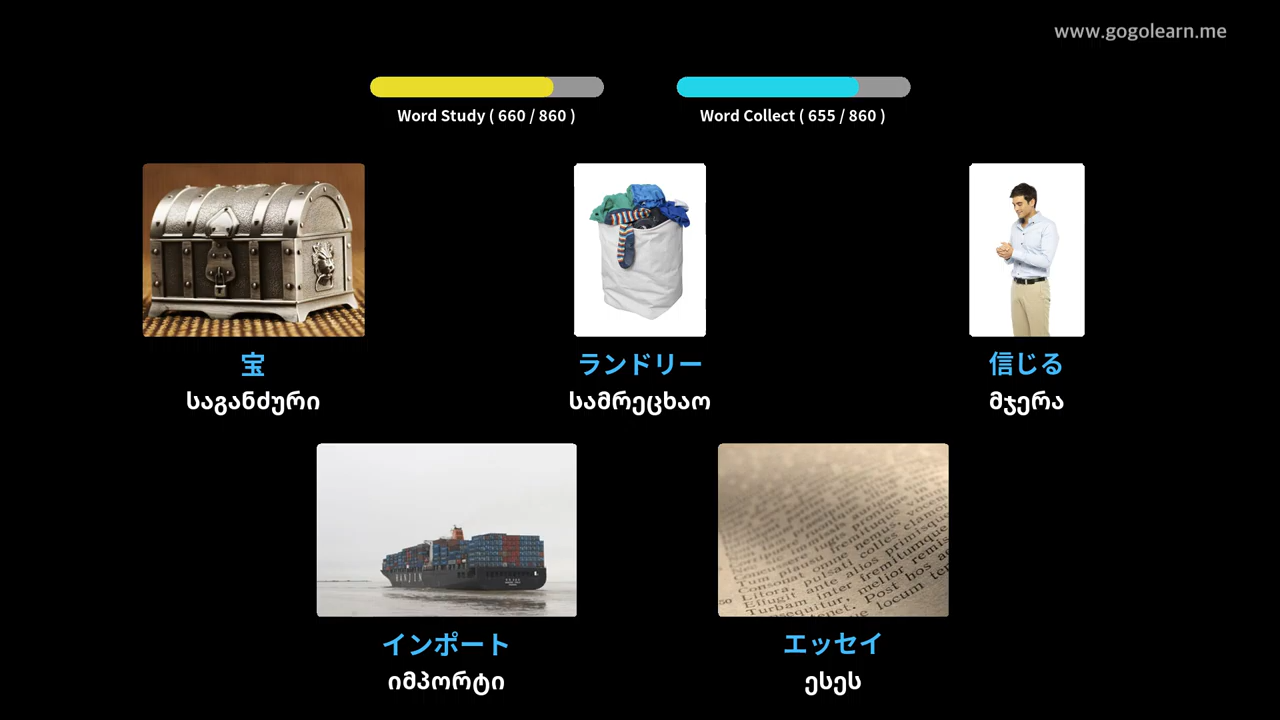 www.gogolearn.me
Word Study ( 660 / 860 )
Word Collect ( 655 / 860 )
宝
საგანძური
ランドリー
სამრეცხაო
信じる
მჯერა
インポート
იმპორტი
エッセイ
ესეს